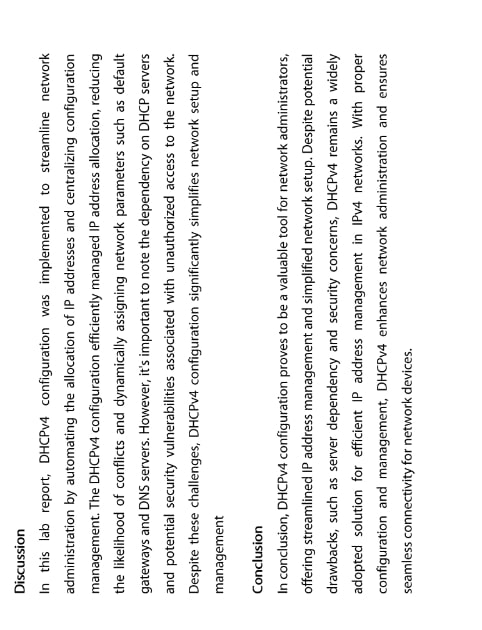 Discussion
In this lab report, DHCPv4 configuration was implemented to streamline network
administration by automating the allocation of IP addresses and centralizing configuration
management. The DHCPv4 configuration efficiently managed IP address allocation, reducing
the likelihood of conflicts and dynamically assigning network parameters such as default
gateways and DNS servers. However, it's important to note the dependency on DHCP servers
and potential security vulnerabilities associated with unauthorized access to the network.
Despite these challenges, DHCPv4 configuration significantly simplifies network setup and
management
Conclusion
In conclusion, DHCPv4 configuration proves to be a valuable tool for network administrators,
offering streamlined IP address management and simplified network setup. Despite potential
drawbacks, such as server dependency and security concerns, DHCPv4 remains a widely
adopted solution for efficient IP address management in IPv4 networks. With proper
configuration and management, DHCPv4 enhances network administration and ensures
seamless connectivity for network devices.